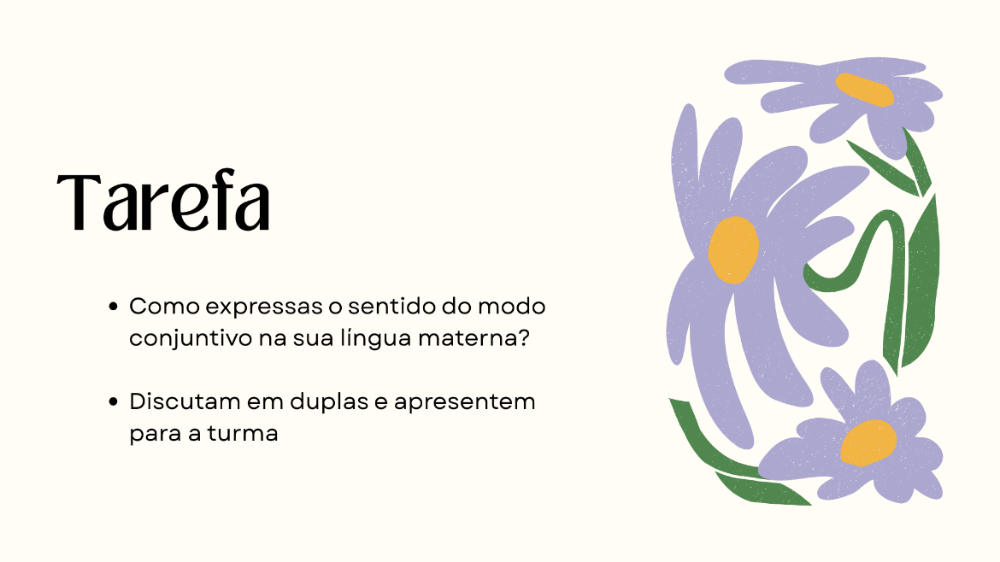 Tarefa
• Como expressas o sentido do modo
conjuntivo na sua língua materna?
• Discutam em duplas e apresentem
para a turma